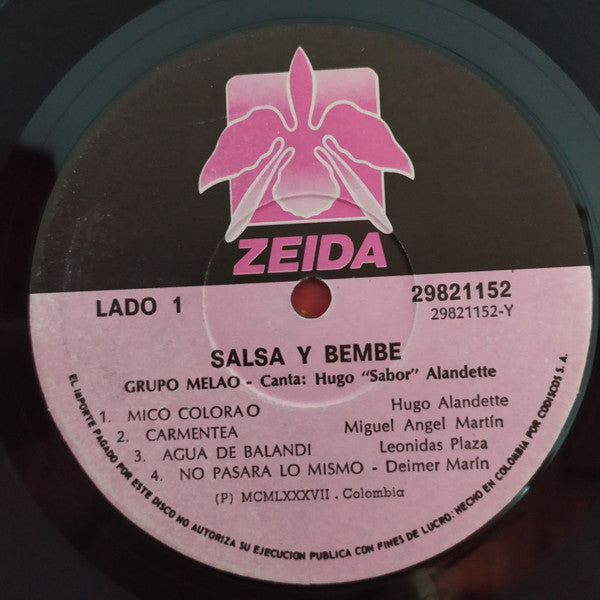 ZEIDA
LADO 1
29821152
29821152-Y
SALSA Y BEMBE
GRUPO MELAO - Canta: Hugo "Sabor" Alandette
1. MICO COLORAO Hugo Alandette
2. CARMENTEA Miguel Angel Martín
3. AGUA DE BALANDI Leonidas Plaza
4. NO PASARA LO MISMO - Deimer Marín
(P) MCMLXXXVII . Colombia
EL IMPORTE PAGADO POR ESTE DISCO NO AUTORIZA SU EJECUCION PUBLICA CON FINES DE LUCRO: HECHO EN COLOMBIA POR CODISCOS S. A.